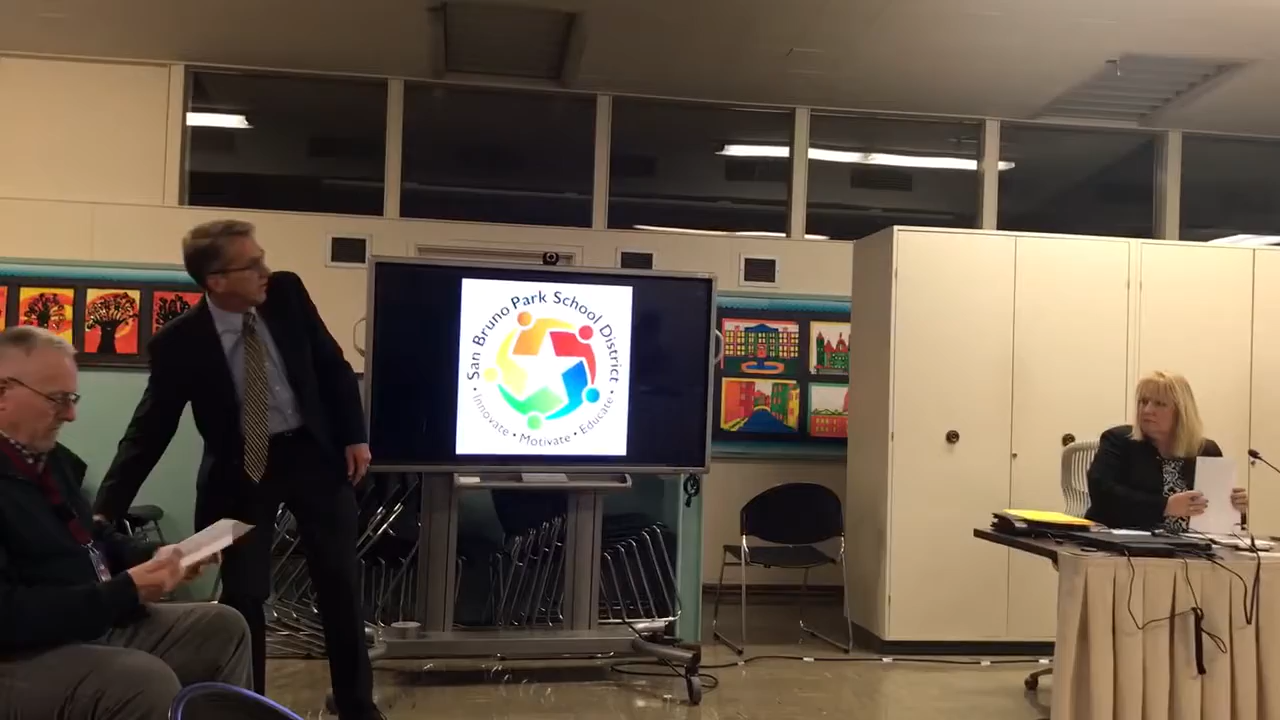 San Bruno Park School District
• Innovate • Motivate • Educate •